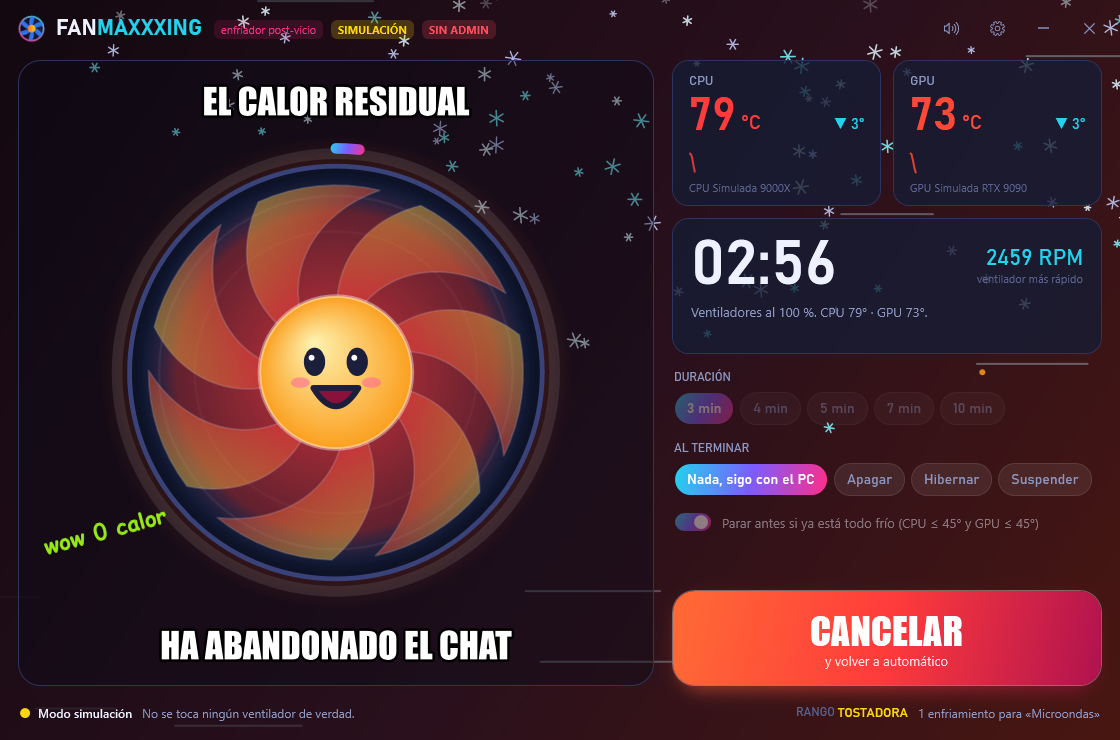 FANMAXXXING enfriador post-vicio SIMULACIÓN SIN ADMIN
EL CALOR RESIDUAL
wow 0 calor
HA ABANDONADO EL CHAT
CPU
79 °C ▼ 3°
CPU Simulada 9000X
GPU
73 °C ▼ 3°
GPU Simulada RTX 9090
02:56
2459 RPM
ventilador más rápido
Ventiladores al 100 %. CPU 79° · GPU 73°.
DURACIÓN
3 min 4 min 5 min 7 min 10 min
AL TERMINAR
Nada, sigo con el PC Apagar Hibernar Suspender
Parar antes si ya está todo frío (CPU ≤ 45° y GPU ≤ 45°)
CANCELAR
y volver a automático
Modo simulación No se toca ningún ventilador de verdad.
RANGO TOSTADORA 1 enfriamiento para «Microondas»